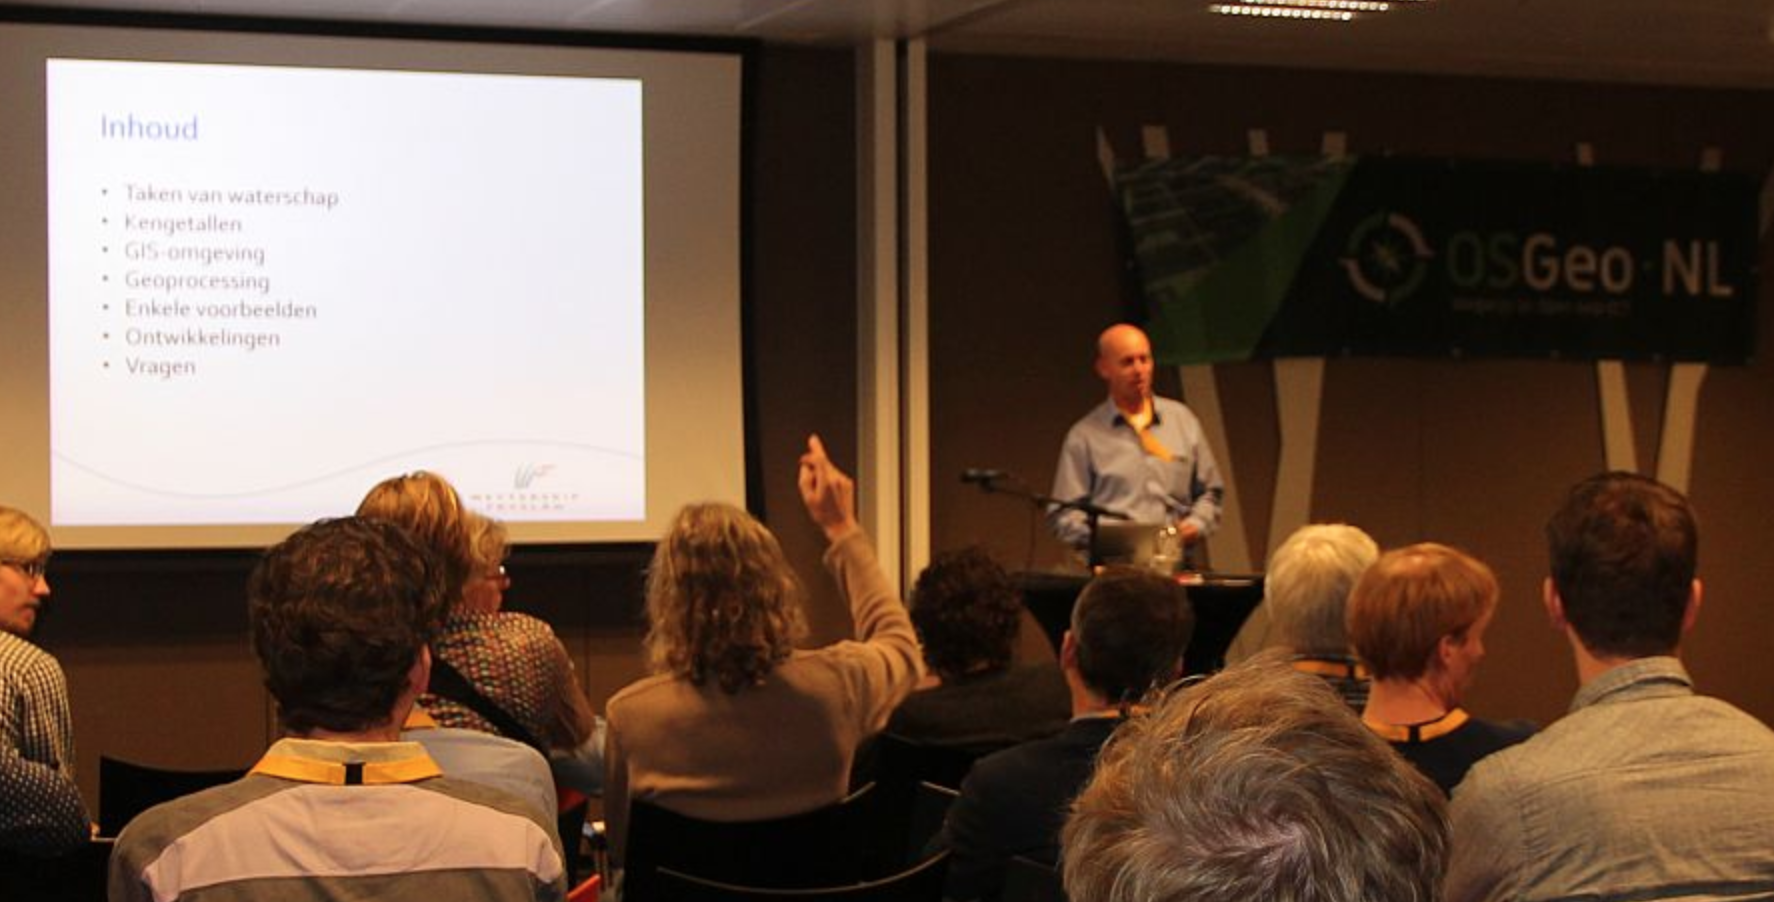 Inhoud
• Taken van waterschap
• Kengetallen
• GIS-omgeving
• Geoprocessing
• Enkele voorbeelden
• Ontwikkelingen
• Vragen
OSGeo NL